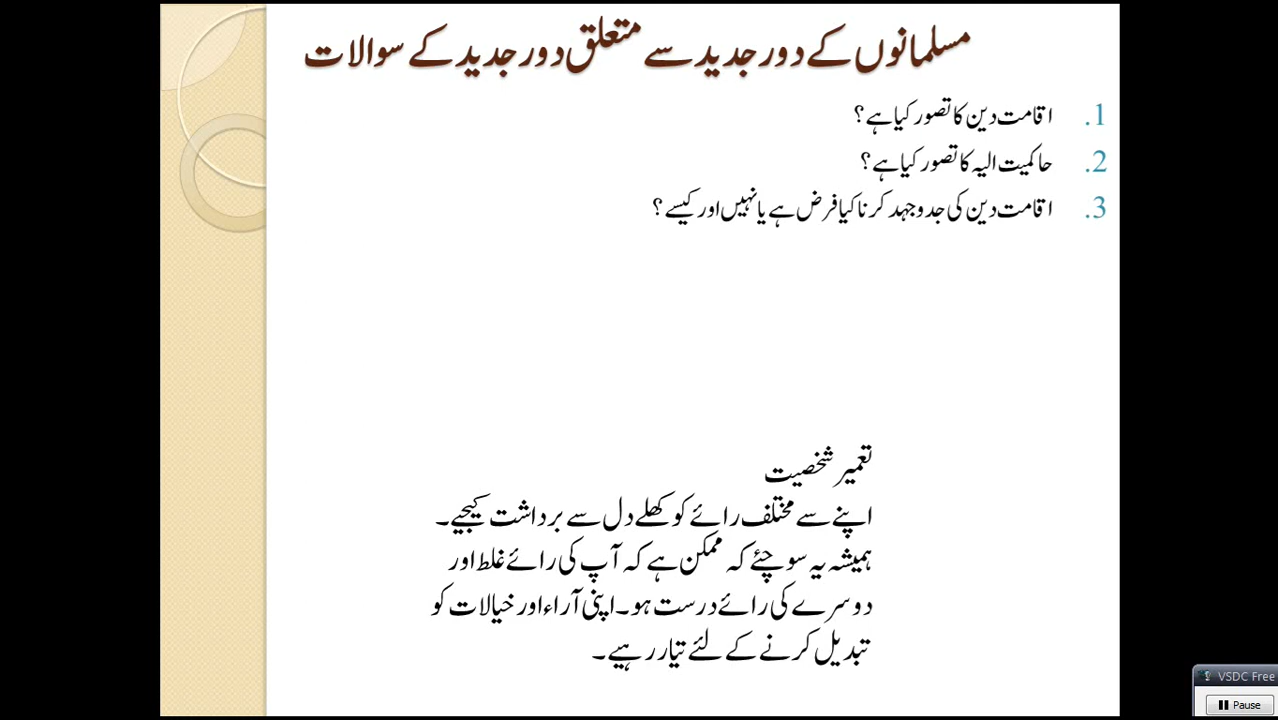 مسلمانوں کے دور جدید سے متعلق دور جدید کے سوالات
1. اقامت دین کا تصور کیا ہے؟
2. حاکمیت الیہ کا تصور کیا ہے؟
3. اقامت دین کی جدوجہد کرنا کیا فرض ہے یا نہیں اور کیسے؟
تعمیر شخصیت
اپنے سے مختلف رائے کو کھلے دل سے برداشت کیجیے۔
ہمیشہ یہ سوچئے کہ ممکن ہے کہ آپ کی رائے غلط اور
دوسرے کی رائے درست ہو۔ اپنی آراء اور خیالات کو
تبدیل کرنے کے لئے تیار رہیے۔
VSDC Free
Pause